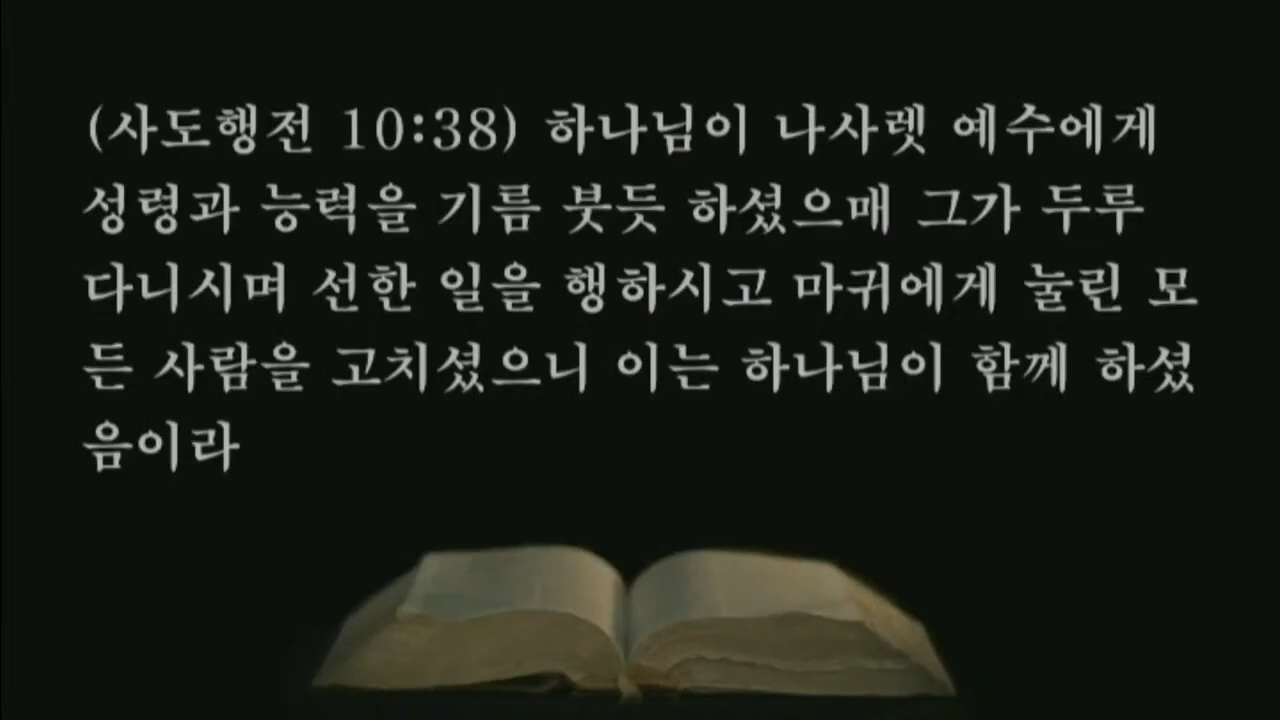 (사도행전 10:38) 하나님이 나사렛 예수에게
성령과 능력을 기름 붓듯 하셨으매 그가 두루
다니시며 선한 일을 행하시고 마귀에게 눌린 모
든 사람을 고치셨으니 이는 하나님이 함께 하셨
음이라